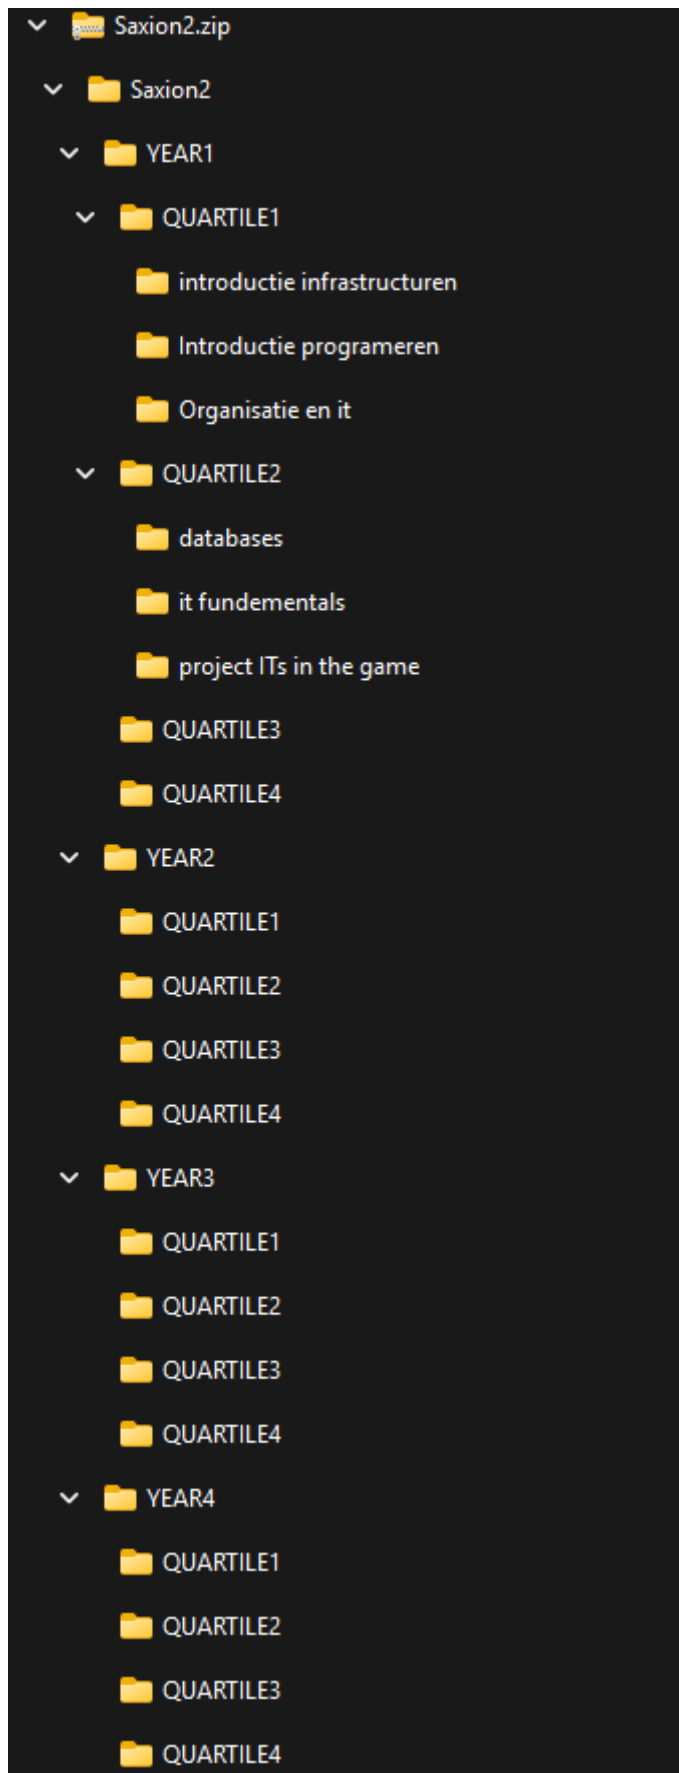 Saxion2.zip
Saxion2
YEAR1
QUARTILE1
introductie infrastructuren
Introductie programeren
Organisatie en it
QUARTILE2
databases
it fundementals
project ITs in the game
QUARTILE3
QUARTILE4
YEAR2
QUARTILE1
QUARTILE2
QUARTILE3
QUARTILE4
YEAR3
QUARTILE1
QUARTILE2
QUARTILE3
QUARTILE4
YEAR4
QUARTILE1
QUARTILE2
QUARTILE3
QUARTILE4